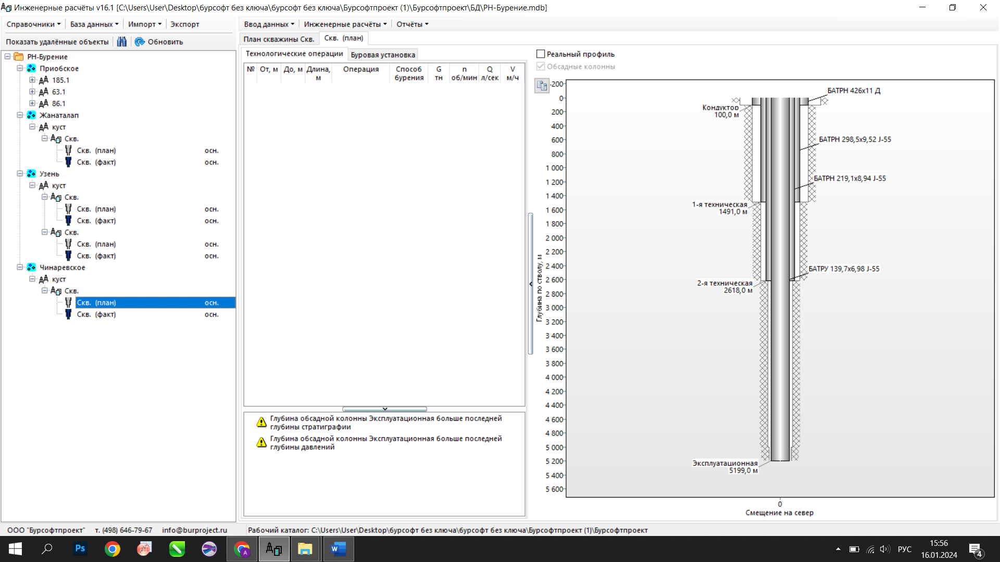 Инженерные расчёты v16.1 [C:\Users\User\Desktop\бурсофт без ключа\бурсофт без ключа\Бурсофтпроект (1)\Бурсофтпроект\БД\РН-Бурение.mdb]
Справочники База данных Импорт Экспорт
Показать удалённые объекты Обновить
РН-Бурение
Приобское
185.1
63.1
86.1
Жанаталап
куст
Скв.
Скв. (план) осн.
Скв. (факт) осн.
Узень
куст
Скв.
Скв. (план) осн.
Скв. (факт) осн.
Скв.
Скв. (план) осн.
Скв. (факт) осн.
Чинаревское
куст
Скв.
Скв. (план) осн.
Скв. (факт) осн.
Ввод данных Инженерные расчёты Отчёты
План скважины Скв. Скв. (план)
Технологические операции Буровая установка
№ От, м До, м Длина, м Операция Способ бурения G тн n об/мин Q л/сек V м/ч
Глубина обсадной колонны Эксплуатационная больше последней
глубины стратиграфии
Глубина обсадной колонны Эксплуатационная больше последней
глубины давлений
Реальный профиль
Обсадные колонны
-200
0
200
400
600
800
1 000
1 200
1 400
1 600
1 800
2 000
2 200
2 400
2 600
2 800
3 000
3 200
3 400
3 600
3 800
4 000
4 200
4 400
4 600
4 800
5 000
5 200
5 400
5 600
Глубина по стволу, м
БАТРН 426x11 Д
Кондуктор
100,0 м
БАТРН 298,5x9,52 J-55
БАТРН 219,1x8,94 J-55
1-я техническая
1491,0 м
БАТРУ 139,7x6,98 J-55
2-я техническая
2618,0 м
Эксплуатационная
5199,0 м
0
Смещение на север
ООО "Бурсофтпроект" т. (498) 646-79-67 info@burproject.ru Рабочий каталог: C:\Users\User\Desktop\бурсофт без ключа\бурсофт без ключа\Бурсофтпроект (1)\Бурсофтпроект
Ps
A
W
РУС
15:56
16.01.2024
4